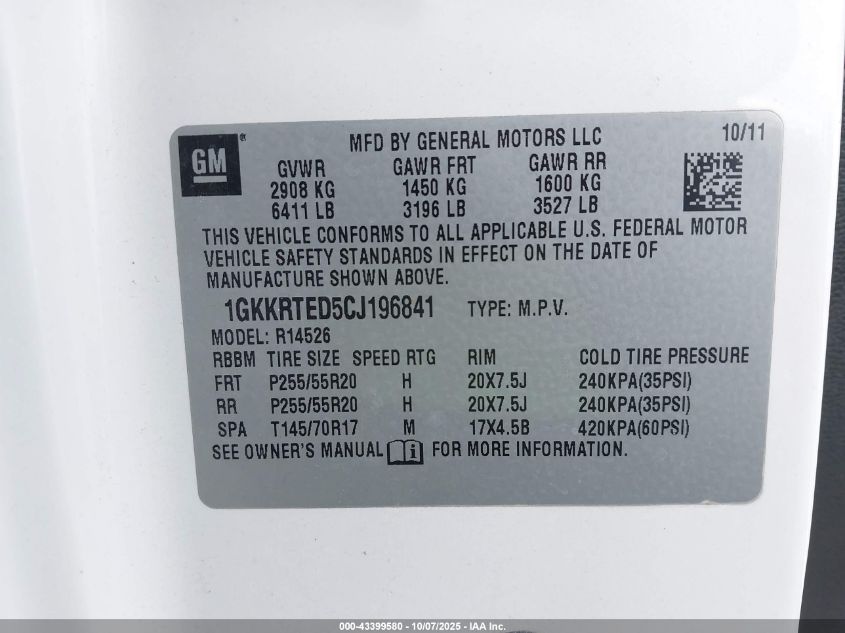 GM®
MFD BY GENERAL MOTORS LLC
10/11
GVWR GAWR FRT GAWR RR
2908 KG 1450 KG 1600 KG
6411 LB 3196 LB 3527 LB
THIS VEHICLE CONFORMS TO ALL APPLICABLE U.S. FEDERAL MOTOR
VEHICLE SAFETY STANDARDS IN EFFECT ON THE DATE OF
MANUFACTURE SHOWN ABOVE.
1GKKRTED5CJ196841 TYPE: M.P.V.
MODEL: R14526
RBBM TIRE SIZE SPEED RTG RIM COLD TIRE PRESSURE
FRT P255/55R20 H 20X7.5J 240KPA(35PSI)
RR P255/55R20 H 20X7.5J 240KPA(35PSI)
SPA T145/70R17 M 17X4.5B 420KPA(60PSI)
SEE OWNER'S MANUAL i FOR MORE INFORMATION.
000-43399580 - 10/07/2025 - IAA Inc.